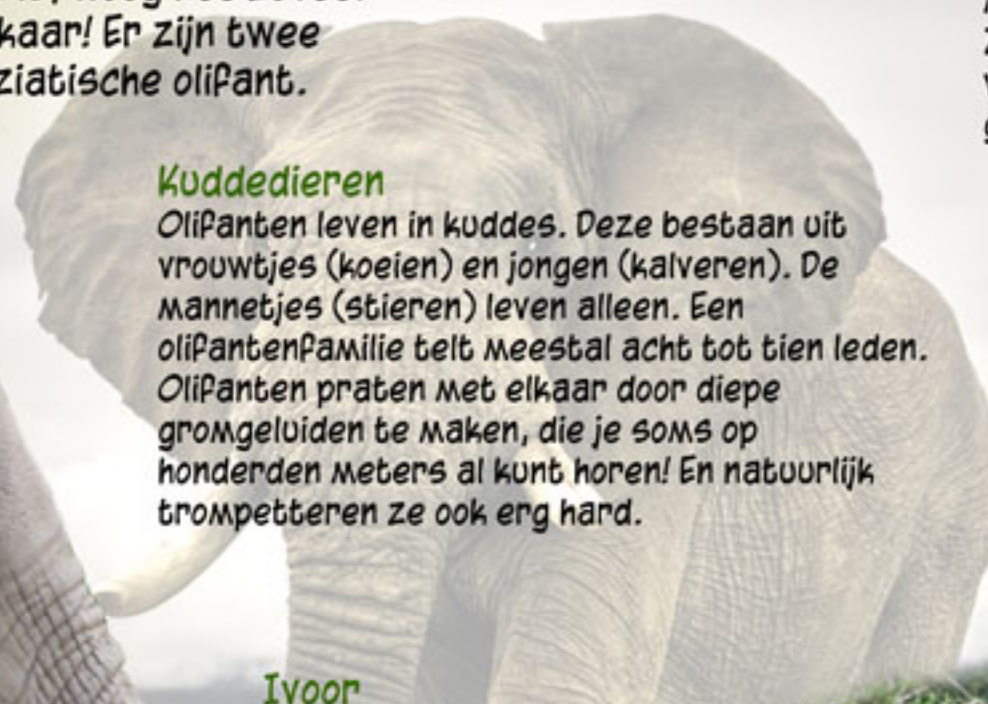 kaar! Er zijn twee
ziatische olifant.
Kuddedieren
Olifanten leven in kuddes. Deze bestaan uit
vrouwtjes (koeien) en jongen (kalveren). De
mannetjes (stieren) leven alleen. Een
olifantenfamilie telt meestal acht tot tien leden.
Olifanten praten met elkaar door diepe
gromgeluiden te maken, die je soms op
honderden meters al kunt horen! En natuurlijk
trompetteren ze ook erg hard.
Ivoor